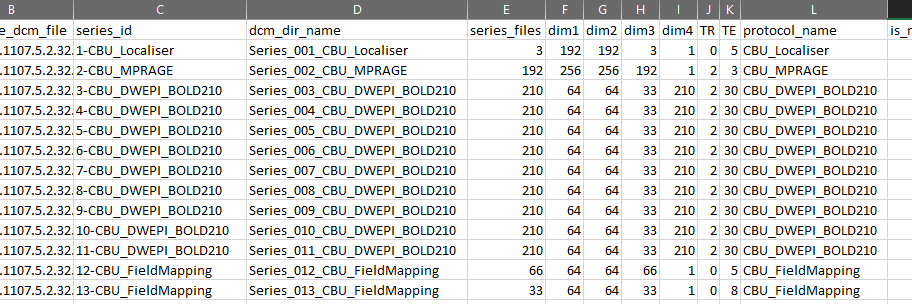 B C D E F G H I J K L
e_dcm_file series_id dcm_dir_name series_files dim1 dim2 dim3 dim4 TR TE protocol_name is_r
.1107.5.2.32. 1-CBU_Localiser Series_001_CBU_Localiser 3 192 192 3 1 0 5 CBU_Localiser
.1107.5.2.32. 2-CBU_MPRAGE Series_002_CBU_MPRAGE 192 256 256 192 1 2 3 CBU_MPRAGE
.1107.5.2.32. 3-CBU_DWEPI_BOLD210 Series_003_CBU_DWEPI_BOLD210 210 64 64 33 210 2 30 CBU_DWEPI_BOLD210
.1107.5.2.32. 4-CBU_DWEPI_BOLD210 Series_004_CBU_DWEPI_BOLD210 210 64 64 33 210 2 30 CBU_DWEPI_BOLD210
.1107.5.2.32. 5-CBU_DWEPI_BOLD210 Series_005_CBU_DWEPI_BOLD210 210 64 64 33 210 2 30 CBU_DWEPI_BOLD210
.1107.5.2.32. 6-CBU_DWEPI_BOLD210 Series_006_CBU_DWEPI_BOLD210 210 64 64 33 210 2 30 CBU_DWEPI_BOLD210
.1107.5.2.32. 7-CBU_DWEPI_BOLD210 Series_007_CBU_DWEPI_BOLD210 210 64 64 33 210 2 30 CBU_DWEPI_BOLD210
.1107.5.2.32. 8-CBU_DWEPI_BOLD210 Series_008_CBU_DWEPI_BOLD210 210 64 64 33 210 2 30 CBU_DWEPI_BOLD210
.1107.5.2.32. 9-CBU_DWEPI_BOLD210 Series_009_CBU_DWEPI_BOLD210 210 64 64 33 210 2 30 CBU_DWEPI_BOLD210
.1107.5.2.32. 10-CBU_DWEPI_BOLD210 Series_010_CBU_DWEPI_BOLD210 210 64 64 33 210 2 30 CBU_DWEPI_BOLD210
.1107.5.2.32. 11-CBU_DWEPI_BOLD210 Series_011_CBU_DWEPI_BOLD210 210 64 64 33 210 2 30 CBU_DWEPI_BOLD210
.1107.5.2.32. 12-CBU_FieldMapping Series_012_CBU_FieldMapping 66 64 64 66 1 0 5 CBU_FieldMapping
.1107.5.2.32. 13-CBU_FieldMapping Series_013_CBU_FieldMapping 33 64 64 33 1 0 8 CBU_FieldMapping